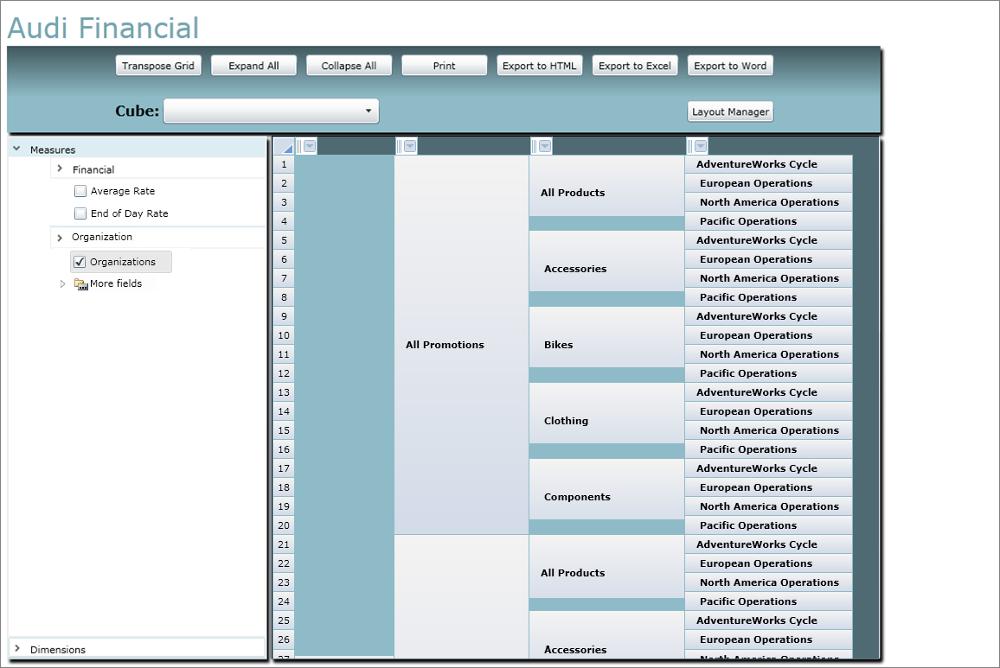 Audi Financial
Transpose Grid Expand All Collapse All Print Export to HTML Export to Excel Export to Word
Cube: Layout Manager
Measures
Financial
Average Rate
End of Day Rate
Organization
Organizations
More fields
Dimensions
1 AdventureWorks Cycle
2 All Products European Operations
3 North America Operations
4 Pacific Operations
5 AdventureWorks Cycle
6 Accessories European Operations
7 North America Operations
8 Pacific Operations
9 AdventureWorks Cycle
10 All Promotions Bikes European Operations
11 North America Operations
12 Pacific Operations
13 AdventureWorks Cycle
14 Clothing European Operations
15 North America Operations
16 Pacific Operations
17 AdventureWorks Cycle
18 Components European Operations
19 North America Operations
20 Pacific Operations
21 AdventureWorks Cycle
22 All Products European Operations
23 North America Operations
24 Pacific Operations
25 AdventureWorks Cycle
26 Accessories European Operations
27 North America Operations